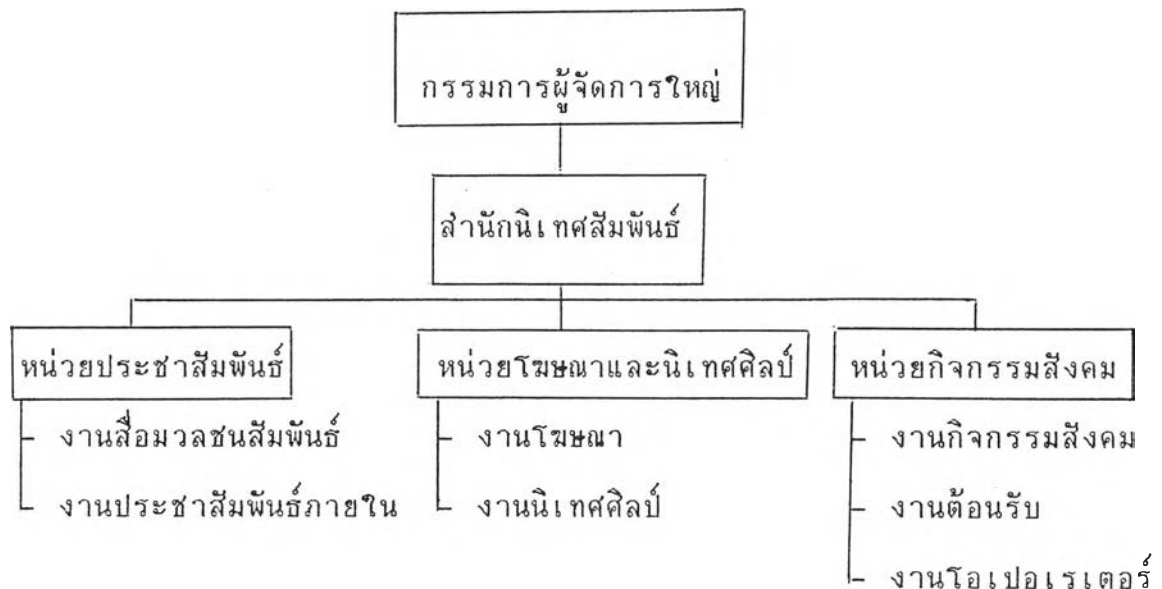 กรรมการผู้จัดการใหญ่
สำนักนิเทศสัมพันธ์
หน่วยประชาสัมพันธ์
- งานสื่อมวลชนสัมพันธ์
- งานประชาสัมพันธ์ภายใน
หน่วยโฆษณาและนิเทศศิลป์
- งานโฆษณา
- งานนิเทศศิลป์
หน่วยกิจกรรมสังคม
- งานกิจกรรมสังคม
- งานต้อนรับ
- งานโอเปอเรเตอร์